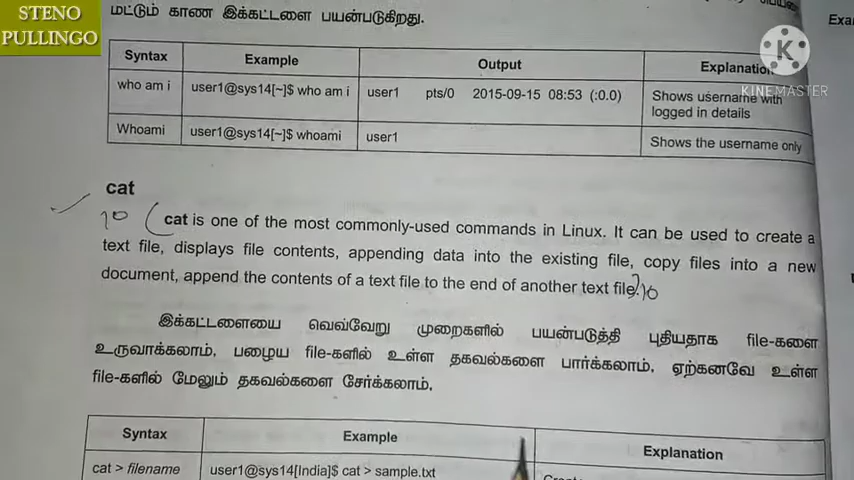 STENO
PULLINGO
மட்டும் காண இக்கட்டளை பயன்படுகிறது.
Exa
KINEMASTER
Syntax Example Output Explanation
who am i user1@sys14[~]$ who am i user1 pts/0 2015-09-15 08:53 (:0.0) Shows username with
logged in details
Whoami user1@sys14[~]$ whoami user1 Shows the username only
cat
10 ( cat is one of the most commonly-used commands in Linux. It can be used to create a
text file, displays file contents, appending data into the existing file, copy files into a new
document, append the contents of a text file to the end of another text file.
இக்கட்டளையை வெவ்வேறு முறைகளில் பயன்படுத்தி புதியதாக file-களை
உருவாக்கலாம், பழைய file-களில் உள்ள தகவல்களை பார்க்கலாம், ஏற்கனவே உள்ள
file-களில் மேலும் தகவல்களை சேர்க்கலாம்.
Syntax Example Explanation
cat > filename user1@sys14[India]$ cat > sample.txt